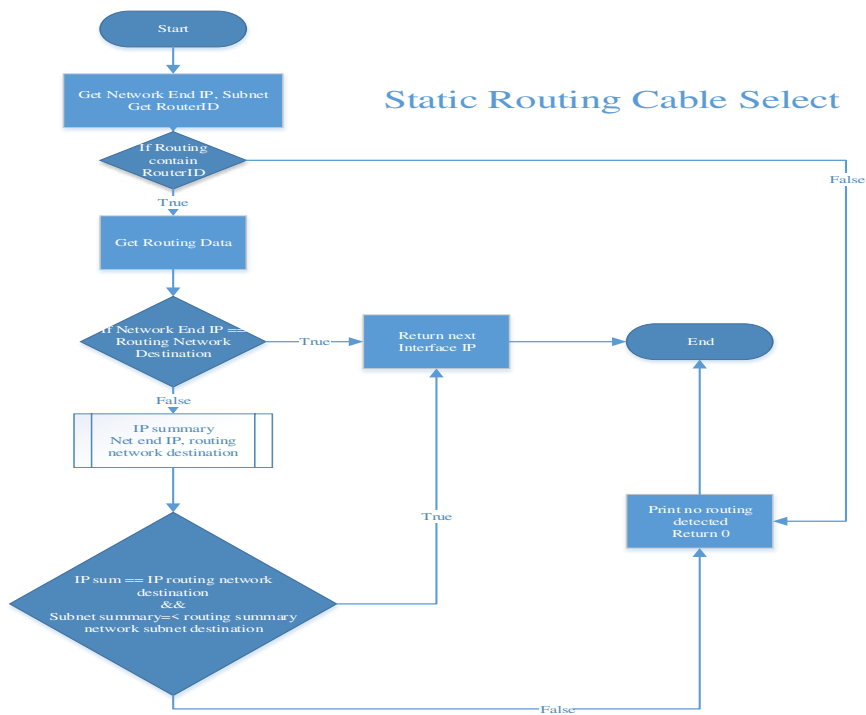 Start
Get Network End IP, Subnet
Get RouterID
Static Routing Cable Select
If Routing
contain
RouterID
False
True
Get Routing Data
If Network End IP ==
Routing Network
Destination
True
Return next
Interface IP
End
False
IP summary
Net end IP, routing
network destination
Print no routing
detected
Return 0
True
IP sum == IP routing network
destination
&&
Subnet summary=< routing summary
network subnet destination
False